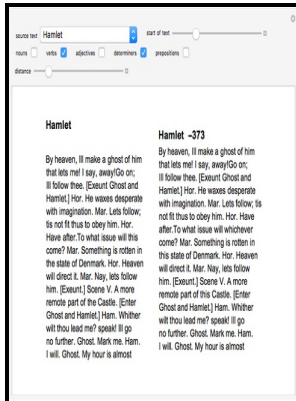 source text Hamlet start of text
nouns verbs adjectives determiners prepositions
distance
Hamlet
By heaven, Ill make a ghost of him
that lets me! I say, away!Go on;
Ill follow thee. [Exeunt Ghost and
Hamlet.] Hor. He waxes desperate
with imagination. Mar. Lets follow;
tis not fit thus to obey him. Hor.
Have after.To what issue will this
come? Mar. Something is rotten in
the state of Denmark. Hor. Heaven
will direct it. Mar. Nay, lets follow
him. [Exeunt.] Scene V. A more
remote part of the Castle. [Enter
Ghost and Hamlet.] Ham. Whither
wilt thou lead me? speak! Ill go
no further. Ghost. Mark me. Ham.
I will. Ghost. My hour is almost
Hamlet –373
By heaven, Ill make a ghost of him
that lets me! I say, away!Go on;
Ill follow thee. [Exeunt Ghost and
Hamlet.] Hor. He waxes desperate
with imagination. Mar. Lets follow; tis
not fit thus to obey him. Hor. Have
after.To what issue will whichever
come? Mar. Something is rotten in
this state of Denmark. Hor. Heaven
will direct it. Mar. Nay, lets follow
him. [Exeunt.] Scene V. A more
remote part of this Castle. [Enter
Ghost and Hamlet.] Ham. Whither
wilt thou lead me? speak! Ill go
no further. Ghost. Mark me. Ham.
I will. Ghost. My hour is almost